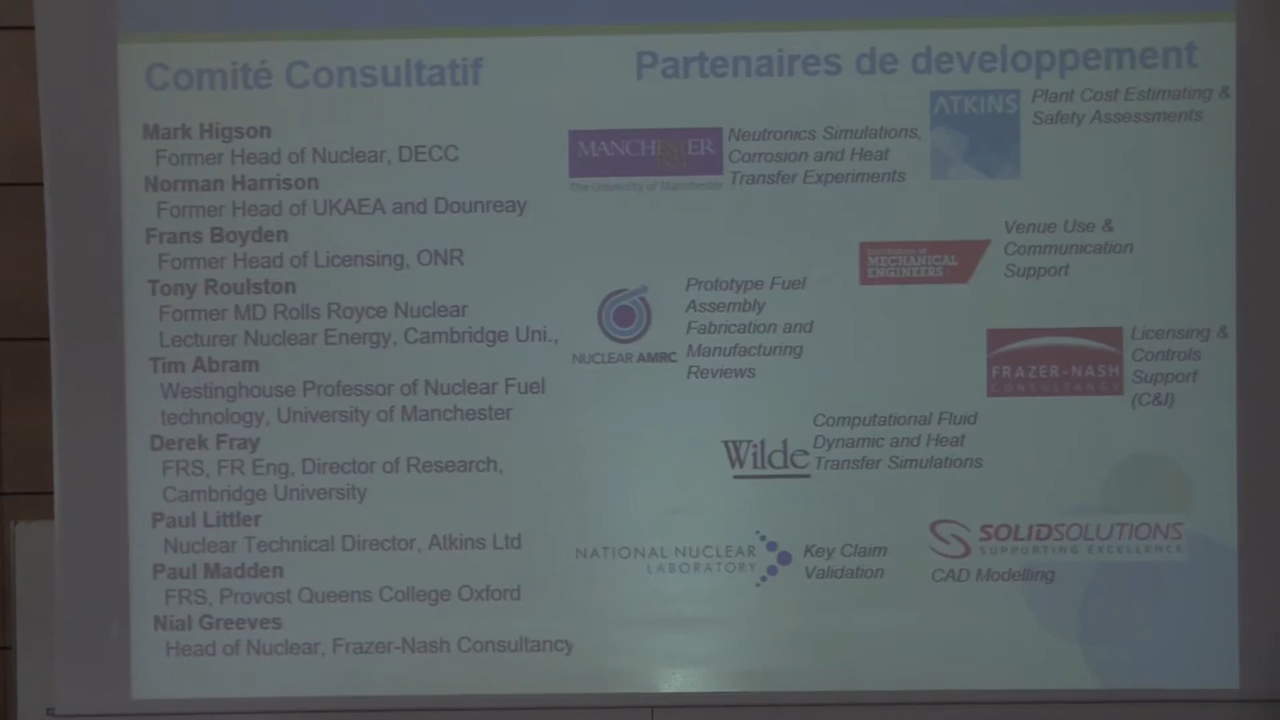 Comité Consultatif
Mark Higson
Former Head of Nuclear, DECC
Norman Harrison
Former Head of UKAEA and Dounreay
Frans Boyden
Former Head of Licensing, ONR
Tony Roulston
Former MD Rolls Royce Nuclear
Lecturer Nuclear Energy, Cambridge Uni.,
Tim Abram
Westinghouse Professor of Nuclear Fuel
technology, University of Manchester
Derek Fray
FRS, FR Eng, Director of Research,
Cambridge University
Paul Littler
Nuclear Technical Director, Atkins Ltd
Paul Madden
FRS, Provost Queens College Oxford
Nial Greeves
Head of Nuclear, Frazer-Nash Consultancy
Partenaires de developpement
MANCHESTER
The University of Manchester
Neutronics Simulations,
Corrosion and Heat
Transfer Experiments
ATKINS
Plant Cost Estimating &
Safety Assessments
MECHANICAL
ENGINEERS
Venue Use &
Communication
Support
NUCLEAR AMRC
Prototype Fuel
Assembly
Fabrication and
Manufacturing
Reviews
FRAZER-NASH
CONSULTANCY
Licensing &
Controls
Support
(C&I)
Wilde
Computational Fluid
Dynamic and Heat
Transfer Simulations
NATIONAL NUCLEAR
LABORATORY
Key Claim
Validation
SOLIDSOLUTIONS
SUPPORTING EXCELLENCE
CAD Modelling